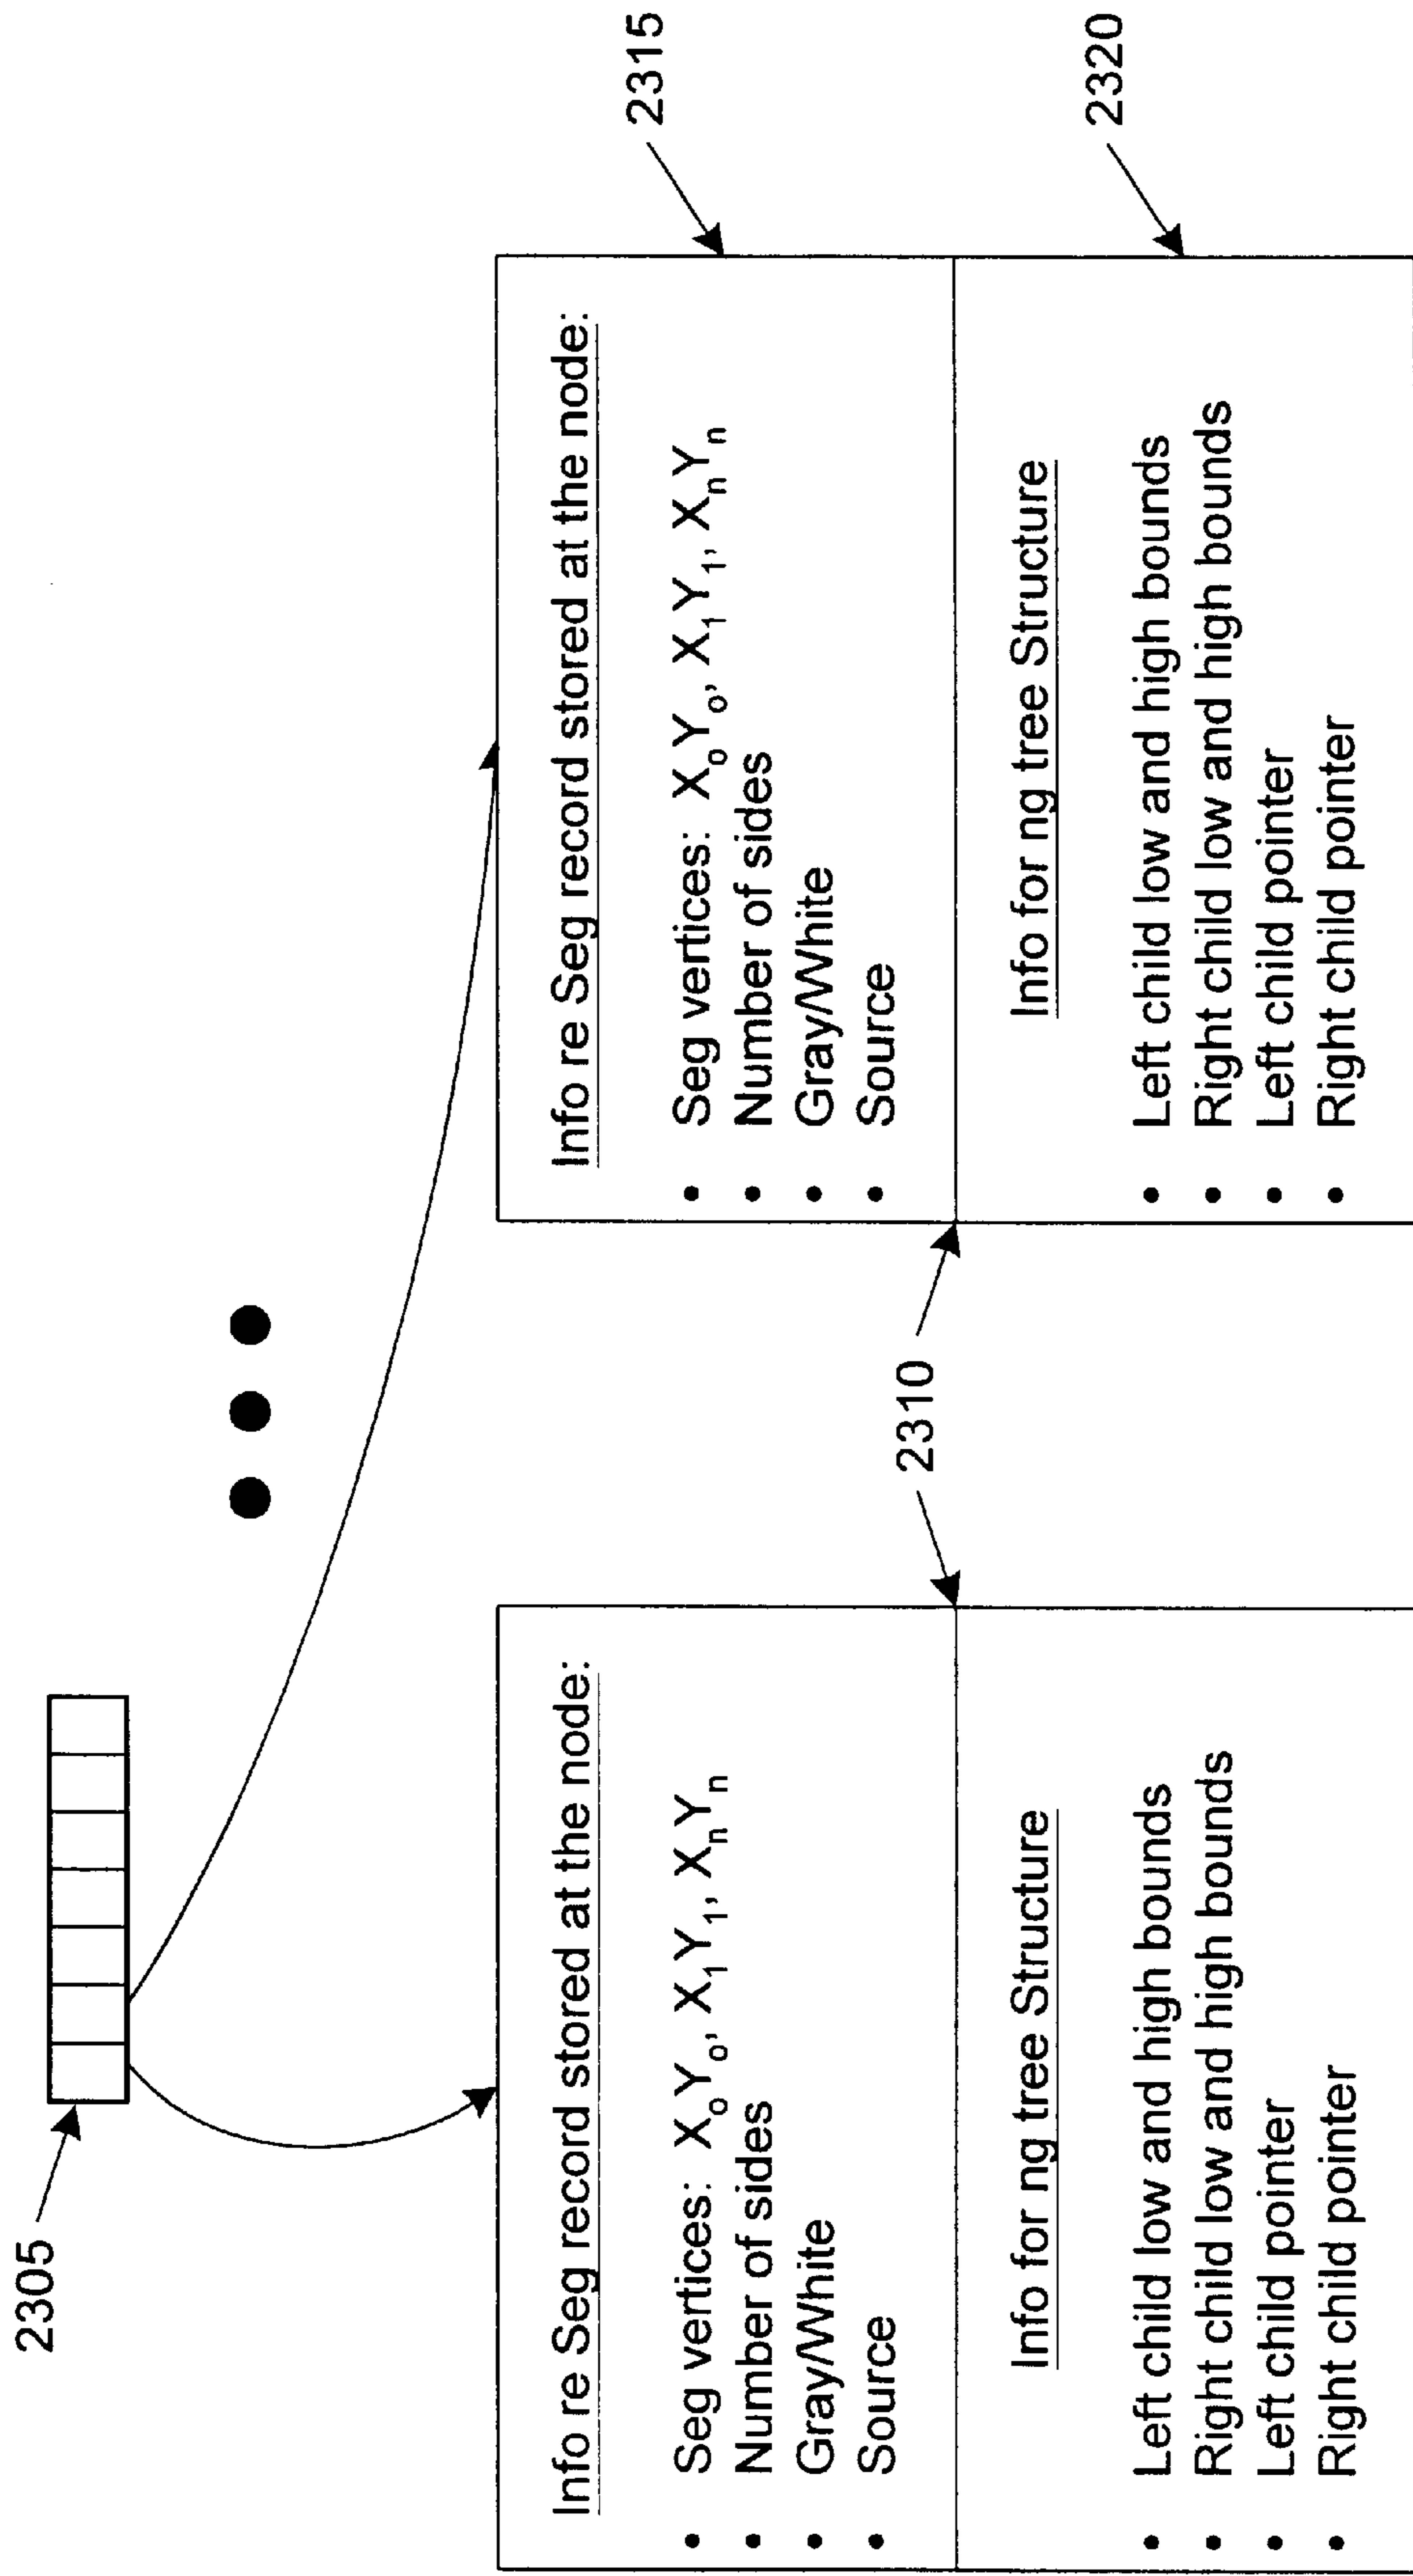 2305
Info re Seg record stored at the node:
• Seg vertices: XₒYₒ, X₁Y₁, XₙYₙ
• Number of sides
• Gray/White
• Source
Info for ng tree Structure
• Left child low and high bounds
• Right child low and high bounds
• Left child pointer
• Right child pointer
2310
Info re Seg record stored at the node:
• Seg vertices: XₒYₒ, X₁Y₁, XₙYₙ
• Number of sides
• Gray/White
• Source
Info for ng tree Structure
• Left child low and high bounds
• Right child low and high bounds
• Left child pointer
• Right child pointer
2315
2320